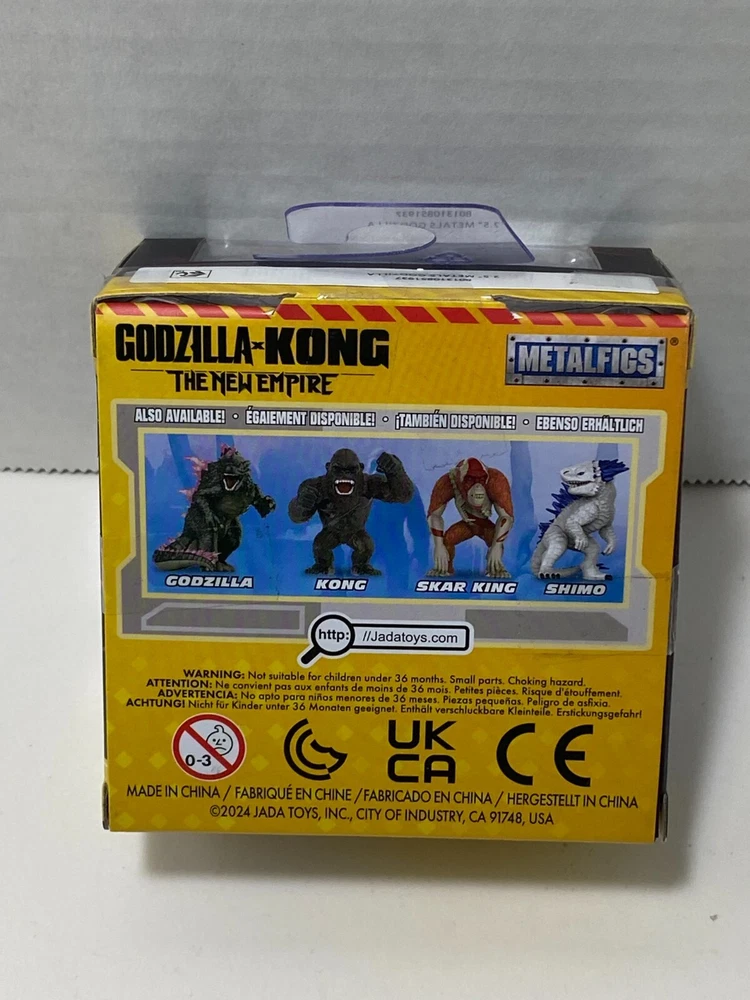 801310851937
2.5" METALS GODZILLA
GODZILLA x KONG
THE NEW EMPIRE
METALFIGS®
ALSO AVAILABLE! • ÉGAIEMENT DISPONIBLE! • ¡TAMBIÉN DISPONIBLE! • EBENSO ERHÄLTLICH
GODZILLA KONG SKAR KING SHIMO
http: //Jadatoys.com
WARNING: Not suitable for children under 36 months. Small parts. Choking hazard.
ATTENTION: Ne convient pas aux enfants de moins de 36 mois. Petites pièces. Risque d'étouffement.
ADVERTENCIA: No apto para niños menores de 36 meses. Piezas pequeñas. Peligro de asfixia.
ACHTUNG! Nicht für Kinder unter 36 Monaten geeignet. Enthält verschluckbare Kleinteile. Erstickungsgefahr!
0-3
UK
CA
CE
MADE IN CHINA / FABRIQUÉ EN CHINE / FABRICADO EN CHINA / HERGESTELLT IN CHINA
©2024 JADA TOYS, INC., CITY OF INDUSTRY, CA 91748, USA